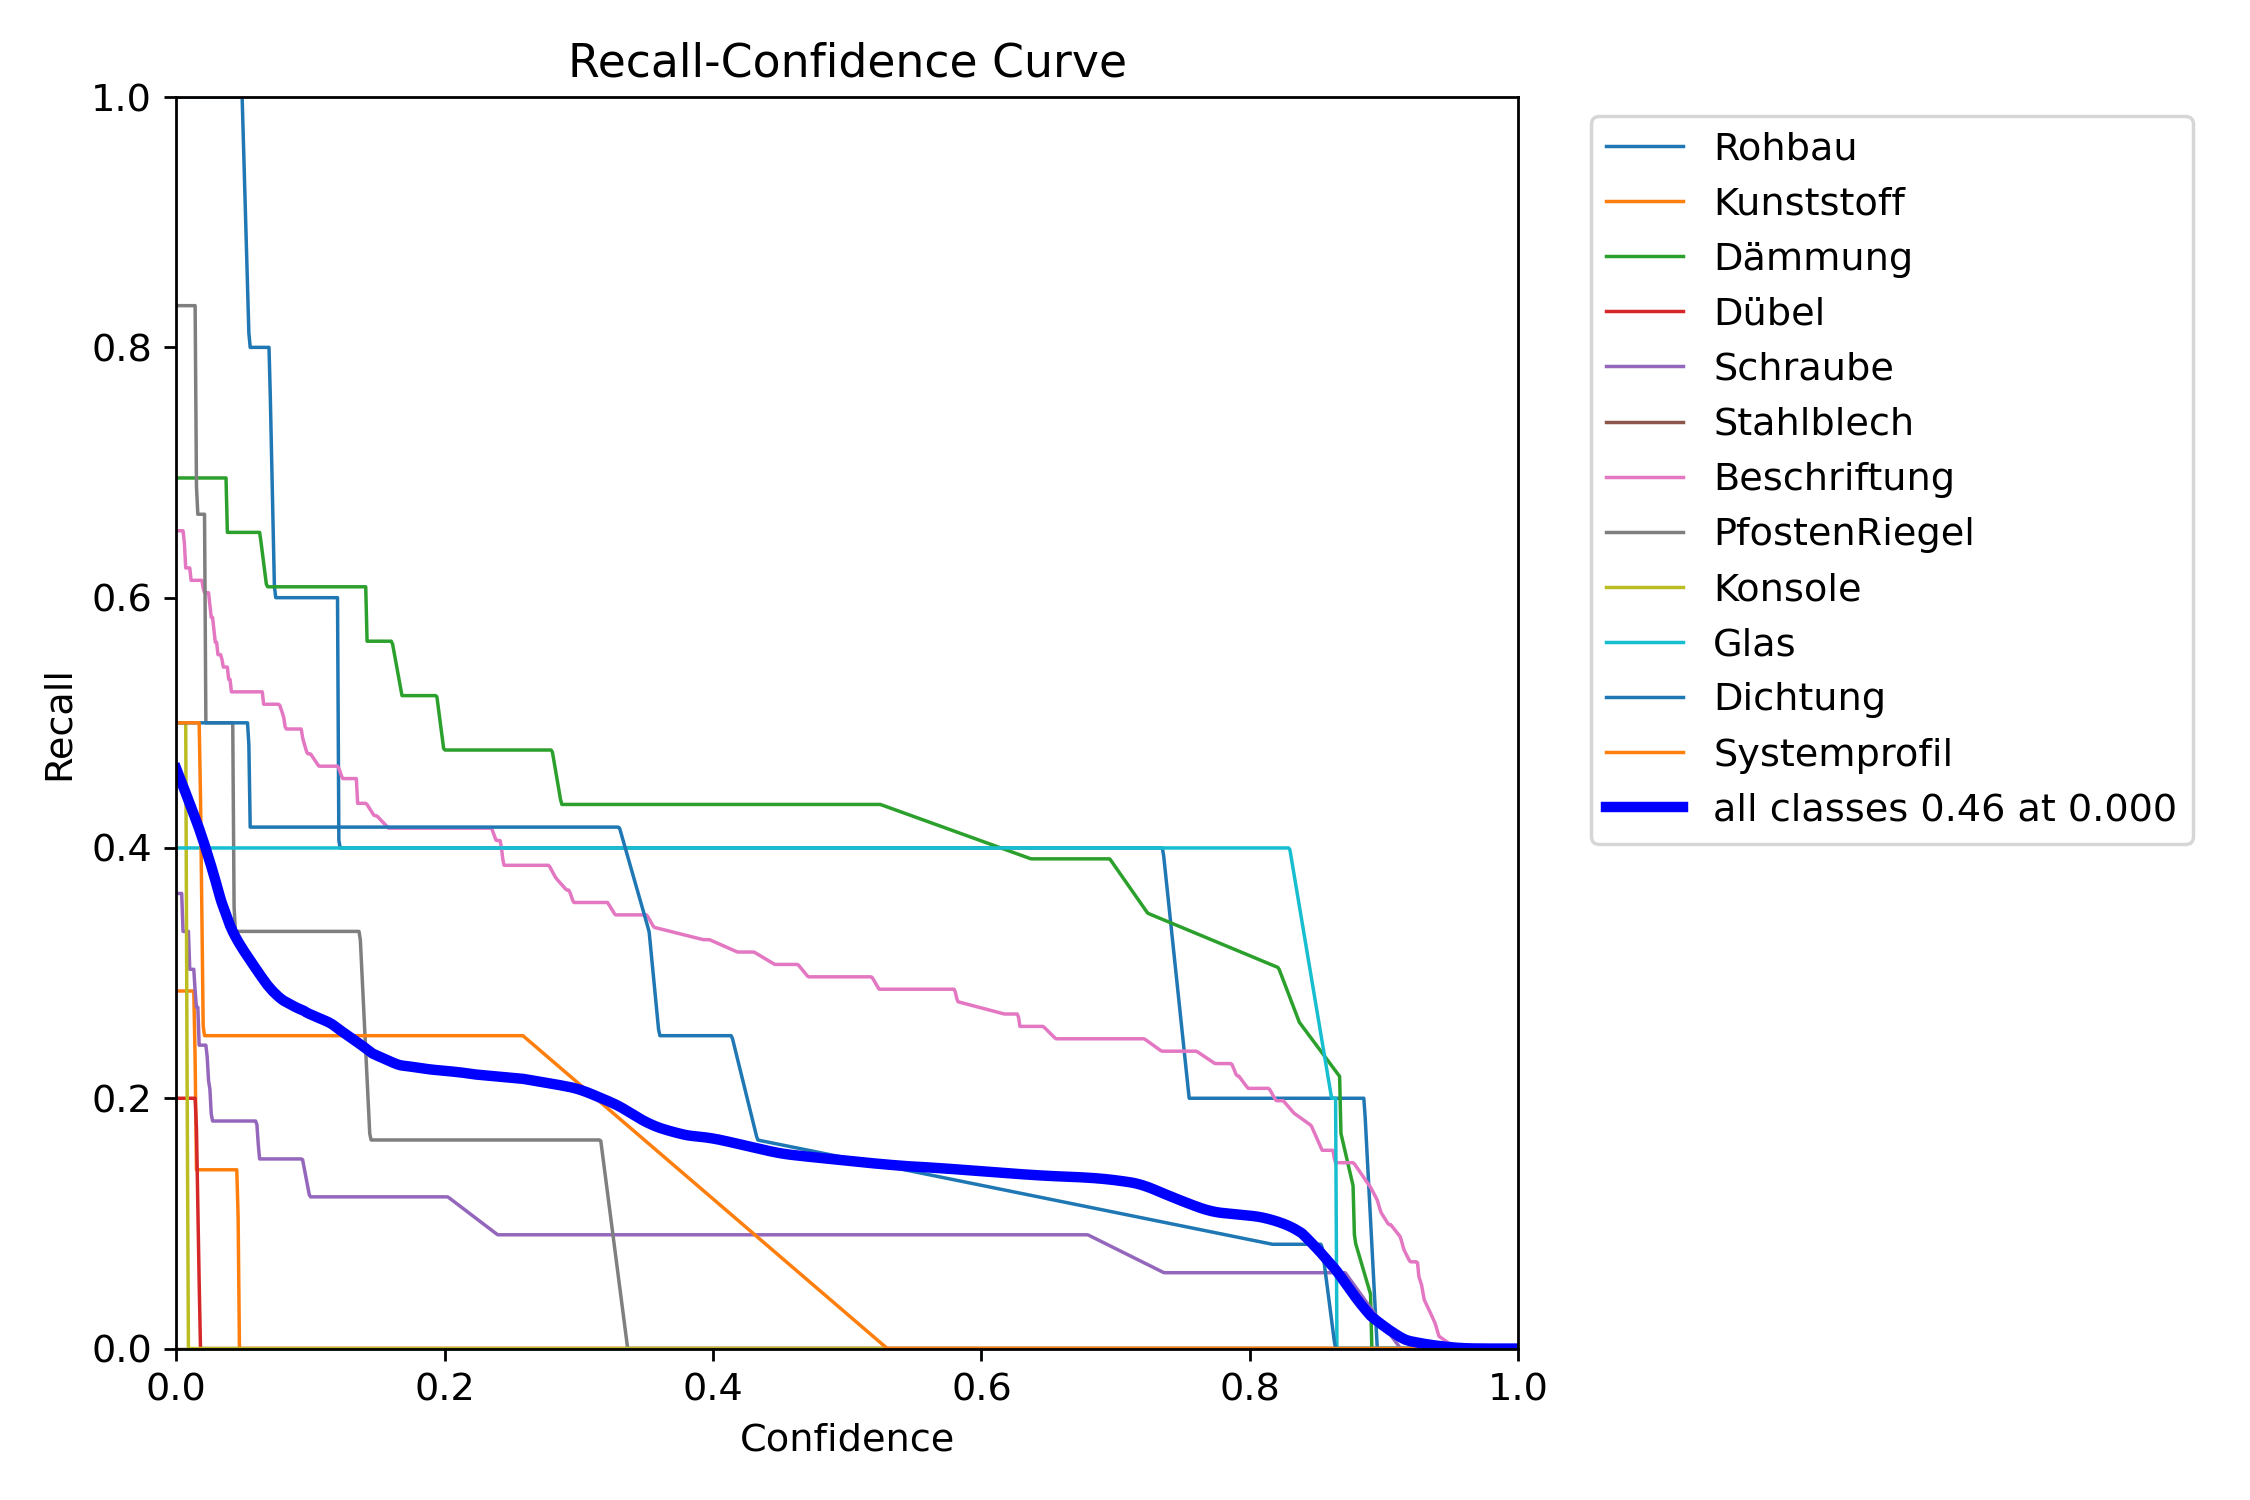 Recall-Confidence Curve
1.0
0.8
0.6
0.4
0.2
0.0
Recall
0.0 0.2 0.4 0.6 0.8 1.0
Confidence
Rohbau
Kunststoff
Dämmung
Dübel
Schraube
Stahlblech
Beschriftung
PfostenRiegel
Konsole
Glas
Dichtung
Systemprofil
all classes 0.46 at 0.000